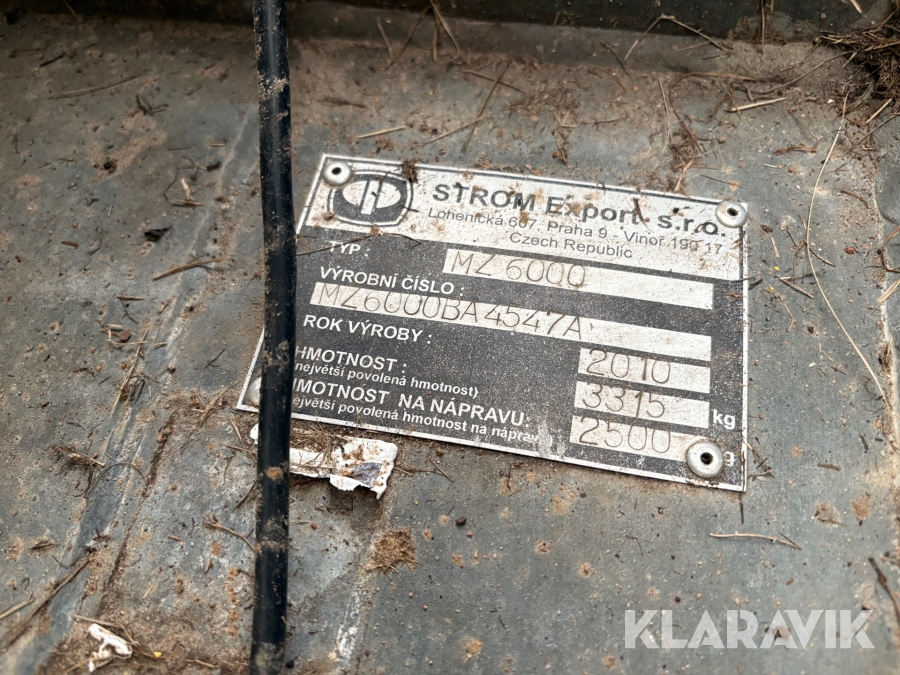 STROM Export, s.r.o.
Lohenická 607, Praha 9 - Vinoř 190 17
Czech Republic
TYP :
MZ 6000
VÝROBNÍ ČÍSLO :
MZ6000BA4547A
ROK VÝROBY :
2010
HMOTNOST :
(největší povolená hmotnost)
3315 kg
HMOTNOST NA NÁPRAVU:
největší povolená hmotnost na nápravu
2500 kg
KLARAVIK